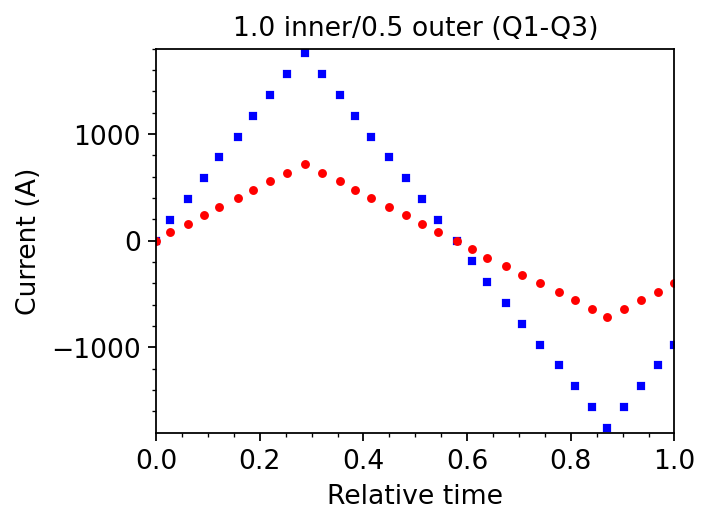 1.0 inner/0.5 outer (Q1-Q3)
Current (A)
1000
0
−1000
0.0 0.2 0.4 0.6 0.8 1.0
Relative time